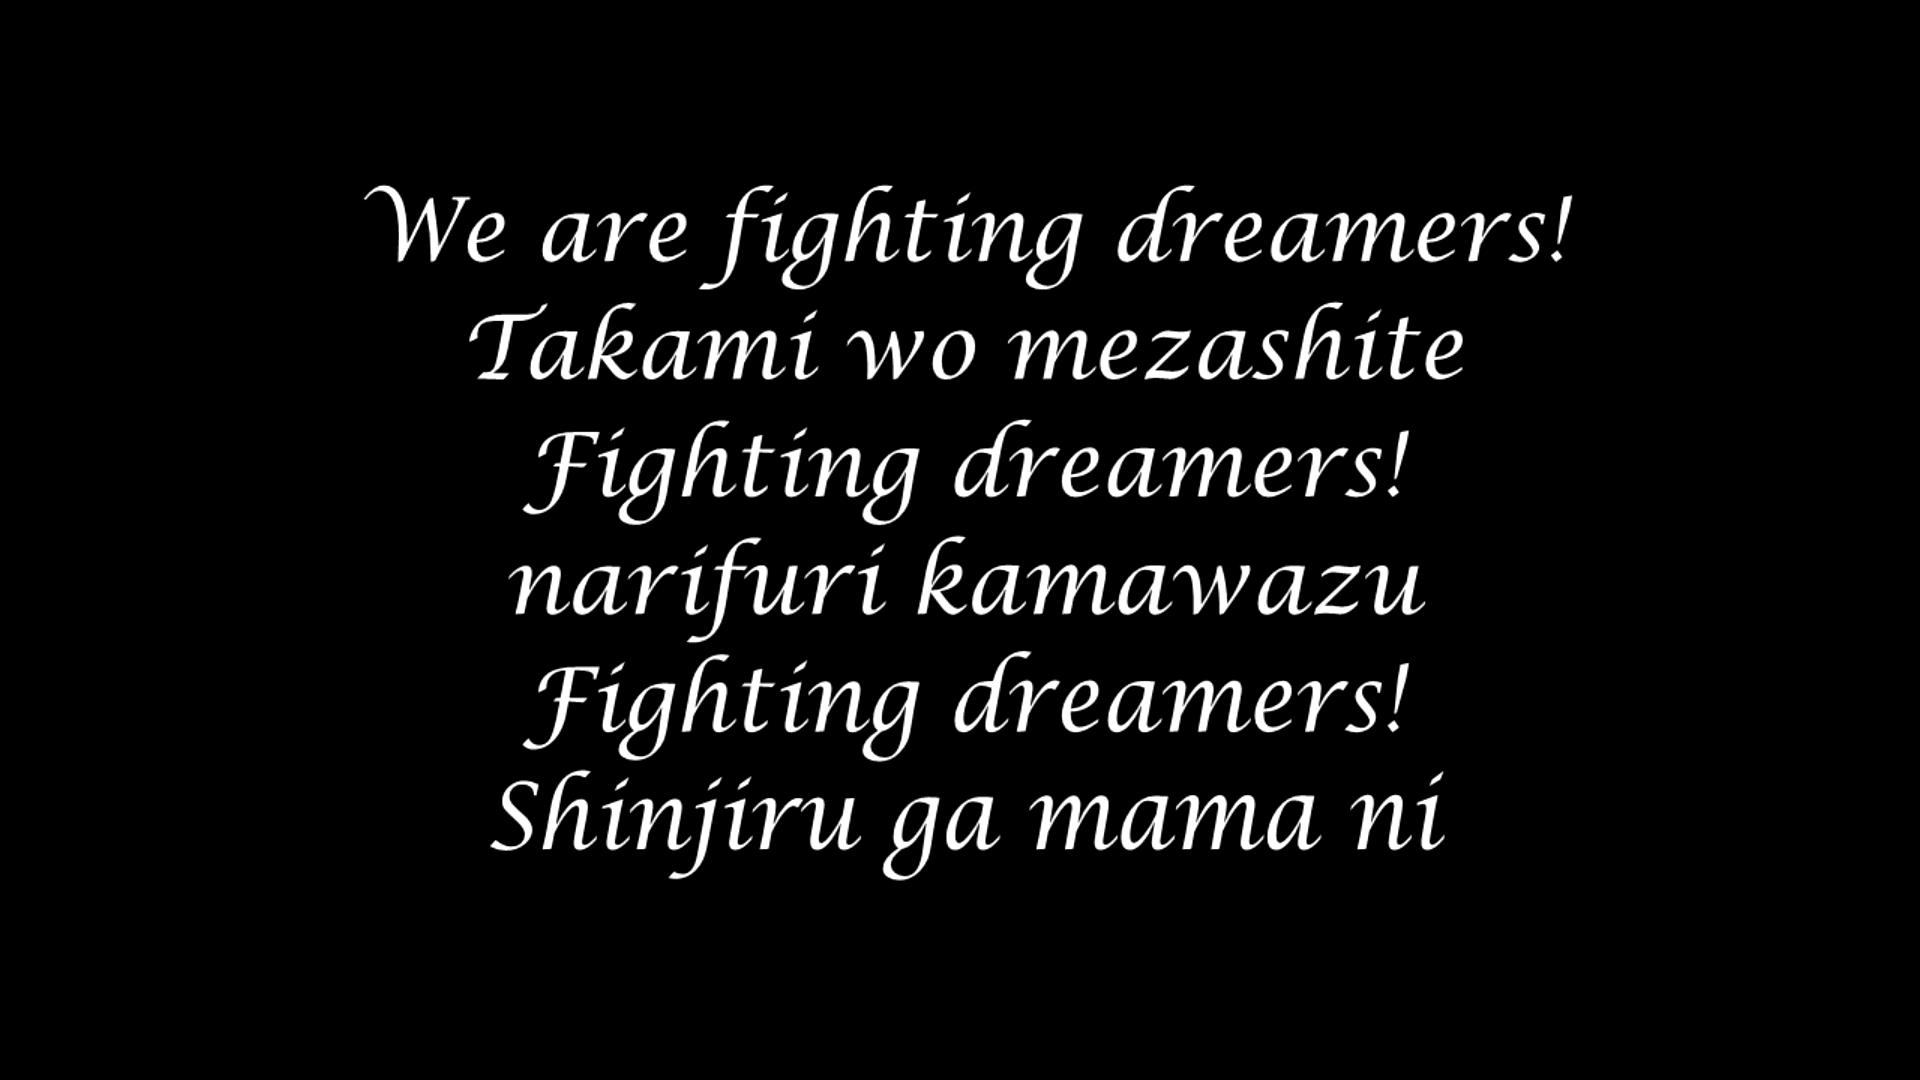 We are fighting dreamers!
Takami wo mezashite
Fighting dreamers!
narifuri kamawazu
Fighting dreamers!
Shinjiru ga mama ni